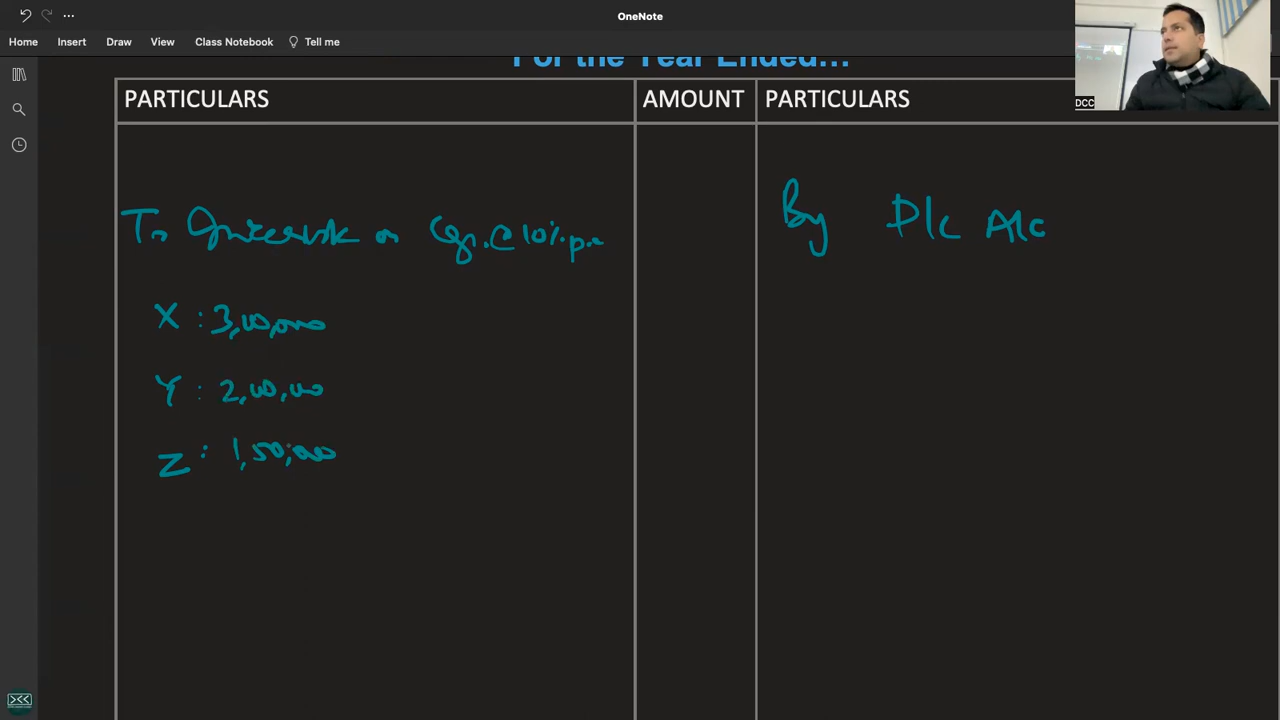 OneNote
Home Insert Draw View Class Notebook Tell me
For the Year Ended...
PARTICULARS AMOUNT PARTICULARS
To Interest on Cap. @ 10% p.a
X : 3,00,000
Y : 2,00,000
Z : 1,50,000
By P/L A/c
DCC